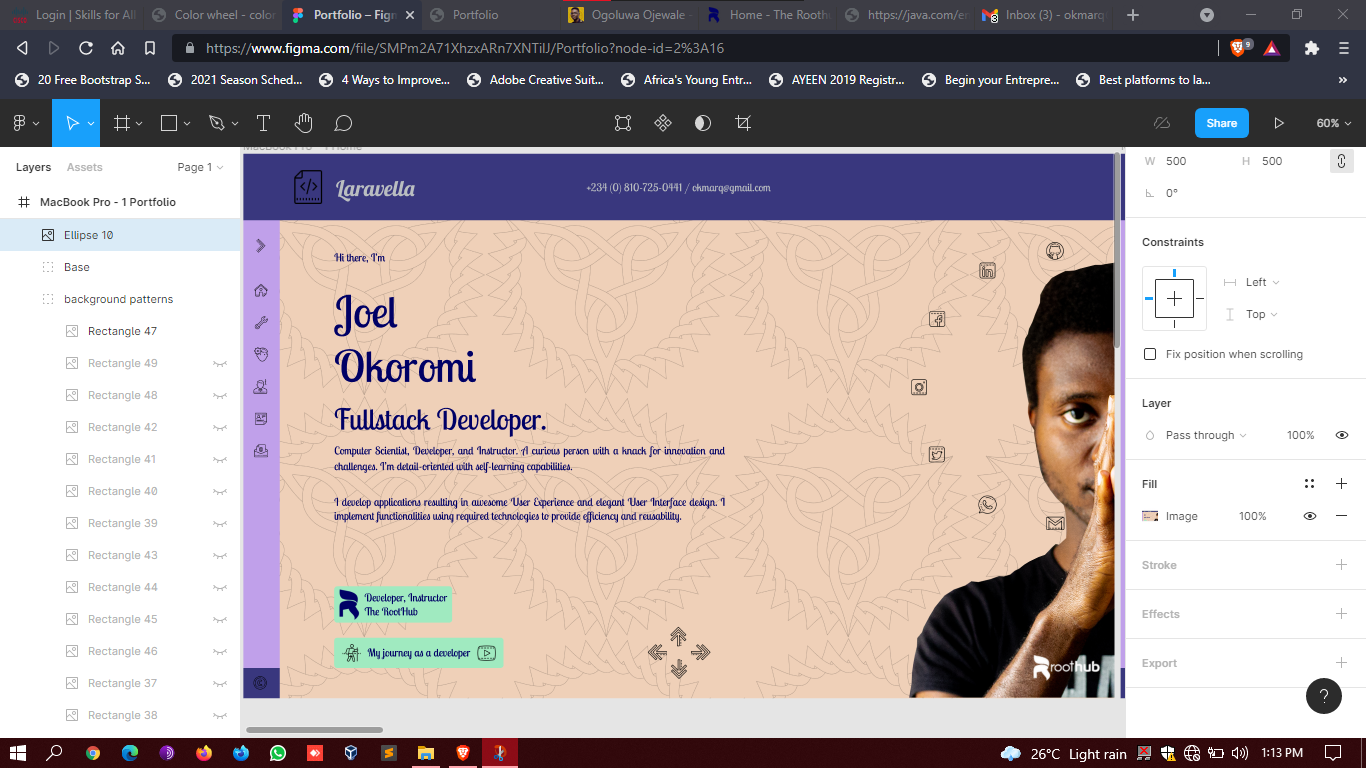 Login | Skills for All
Color wheel - color
Portfolio – Figm
Portfolio
Ogoluwa Ojewale -
Home - The Rooth
https://java.com/en
Inbox (3) - okmarq
https://www.figma.com/file/SMPm2A71XhzxARn7XNTilJ/Portfolio?node-id=2%3A16
9
20 Free Bootstrap S...
2021 Season Sched...
4 Ways to Improve...
Adobe Creative Suit...
Africa's Young Entr...
AYEEN 2019 Registr...
Begin your Entrepre...
Best platforms to la...
»
Share
60%
Layers
Assets
Page 1
MacBook Pro - 1 Portfolio
Ellipse 10
Base
background patterns
Rectangle 47
Rectangle 49
Rectangle 48
Rectangle 42
Rectangle 41
Rectangle 40
Rectangle 39
Rectangle 43
Rectangle 44
Rectangle 45
Rectangle 46
Rectangle 37
Rectangle 38
MacBook Pro - 1 Home
Laravella
+234 (0) 810-725-0441 / okmarq@gmail.com
Hi there, I'm
Joel
Okoromi
Fullstack Developer.
Computer Scientist, Developer, and Instructor. A curious person with a knack for innovation and
challenges. I'm detail-oriented with self-learning capabilities.
I develop applications resulting in awesome User Experience and elegant User Interface design. I
implement functionalities using required technologies to provide efficiency and reusability.
Developer, Instructor
The RootHub
My journey as a developer
roothub
W 500
H 500
0°
Constraints
Left
Top
Fix position when scrolling
Layer
Pass through
100%
Fill
Image
100%
Stroke
Effects
Export
?
26°C Light rain
1:13 PM